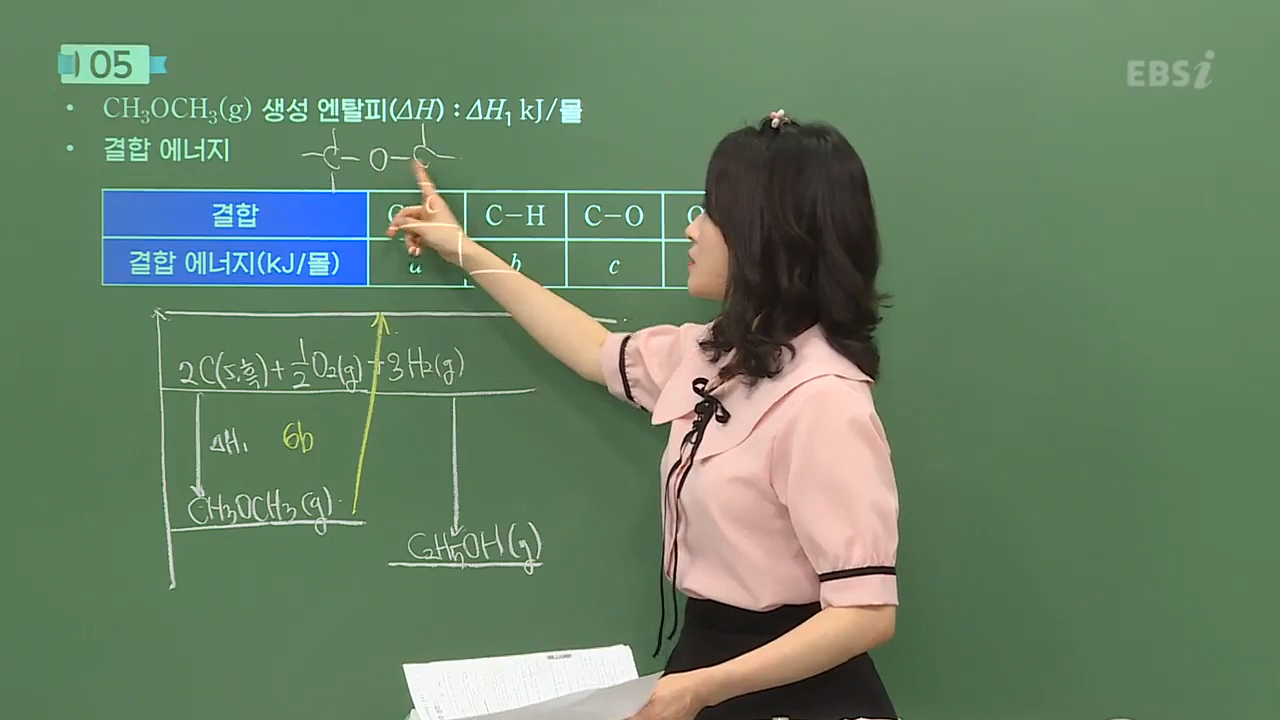 05
EBSi
• CH₃OCH₃(g) 생성 엔탈피(ΔH) : ΔH₁ kJ/몰
• 결합 에너지
C O C
결합 C-H C-O
결합 에너지(kJ/몰) a b c
2C(s,흑)+½O₂(g)+3H₂(g)
ΔH₁ 6b
CH₃OCH₃(g)
C₂H₅OH(g)